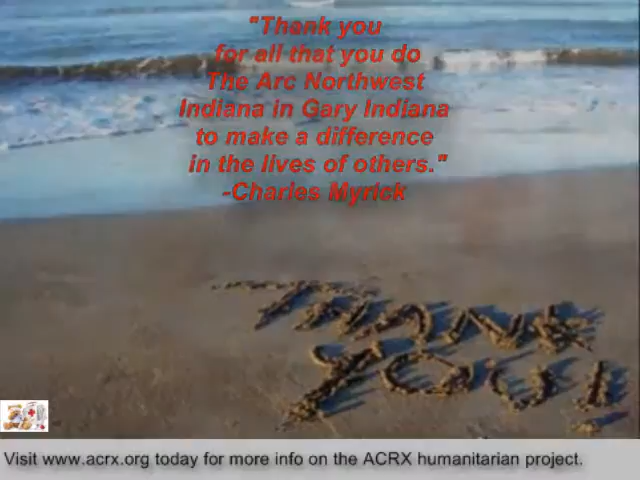 "Thank you
for all that you do
The Arc Northwest
Indiana in Gary Indiana
to make a difference
in the lives of others."
-Charles Myrick
THANK
YOU!
Visit www.acrx.org today for more info on the ACRX humanitarian project.